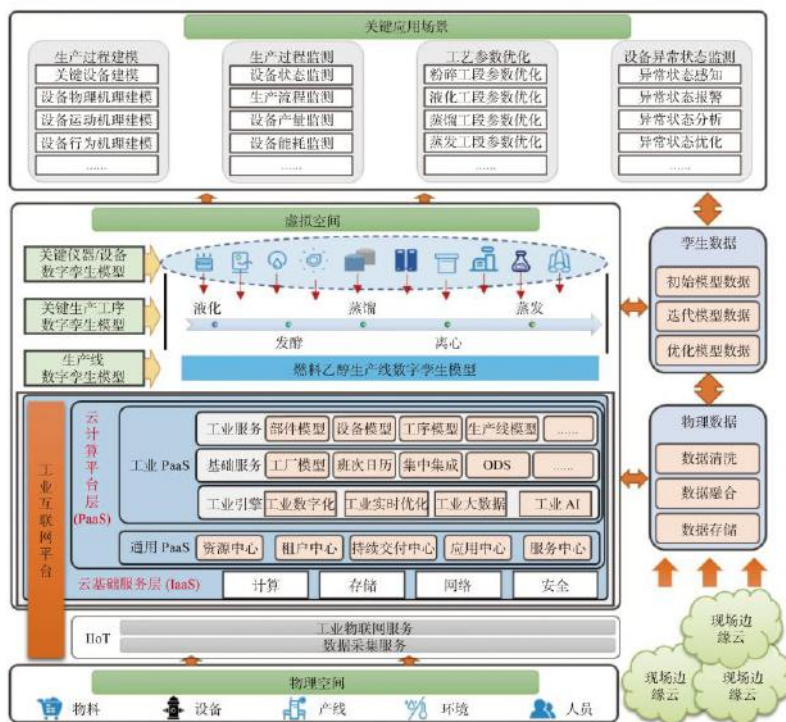 关键应用场景
生产过程建模
关键设备建模
设备物理机理建模
设备运动机理建模
设备行为机理建模
……
生产过程监测
设备状态监测
生产流程监测
设备产量监测
设备能耗监测
……
工艺参数优化
粉碎工段参数优化
液化工段参数优化
蒸馏工段参数优化
蒸发工段参数优化
……
设备异常状态监测
异常状态感知
异常状态报警
异常状态分析
异常状态优化
……
虚拟空间
关键仪器/设备
数字孪生模型
关键生产工序
数字孪生模型
液化
蒸馏
蒸发
发酵
离心
生产线
数字孪生模型
燃料乙醇生产线数字孪生模型
孪生数据
初始模型数据
迭代模型数据
优化模型数据
工业互联网平台
云计算平台层
(PaaS)
工业 PaaS
工业服务 部件模型 设备模型 工序模型 生产线模型 ……
基础服务 工厂模型 班次日历 集中集成 ODS ……
工业引擎 工业数字化 工业实时优化 工业大数据 工业 AI
通用 PaaS 资源中心 租户中心 持续交付中心 应用中心 服务中心
云基础服务层 (IaaS) 计算 存储 网络 安全
物理数据
数据清洗
数据融合
数据存储
IIoT
工业物联网服务
数据采集服务
现场边
缘云
现场边
缘云
现场边
缘云
物理空间
物料 设备 产线 环境 人员